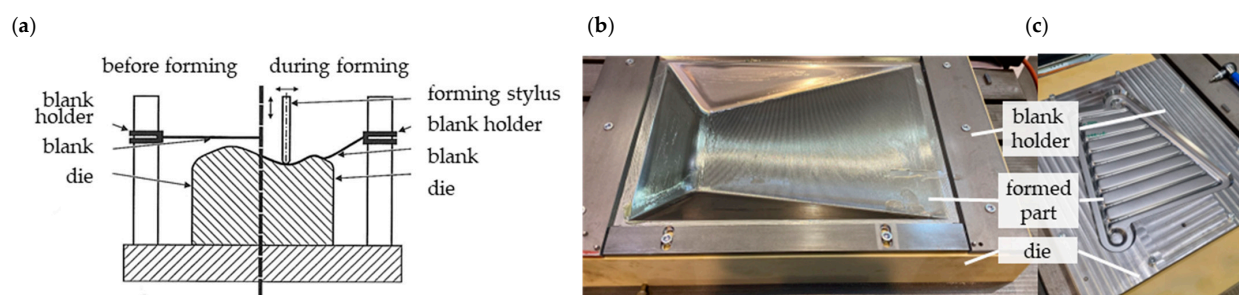 (a)
before forming
during forming
blank
holder
blank
die
forming stylus
blank holder
blank
die
(b)
(c)
blank
holder
formed
part
die